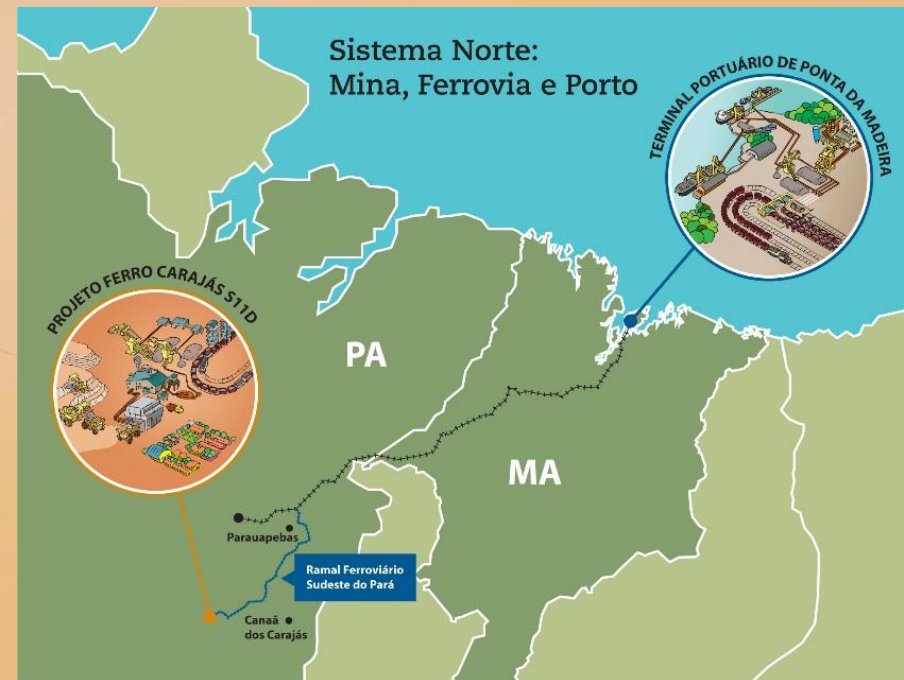 Sistema Norte:
Mina, Ferrovia e Porto
TERMINAL PORTUÁRIO DE PONTA DA MADEIRA
PROJETO FERRO CARAJÁS S11D
PA
MA
Parauapebas
Ramal Ferroviário
Sudeste do Pará
Canaã
dos Carajás